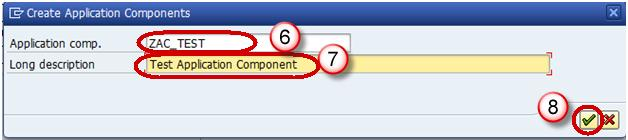 Create Application Components
Application comp. ZAC_TEST 6
Long description Test Application Component 7
8